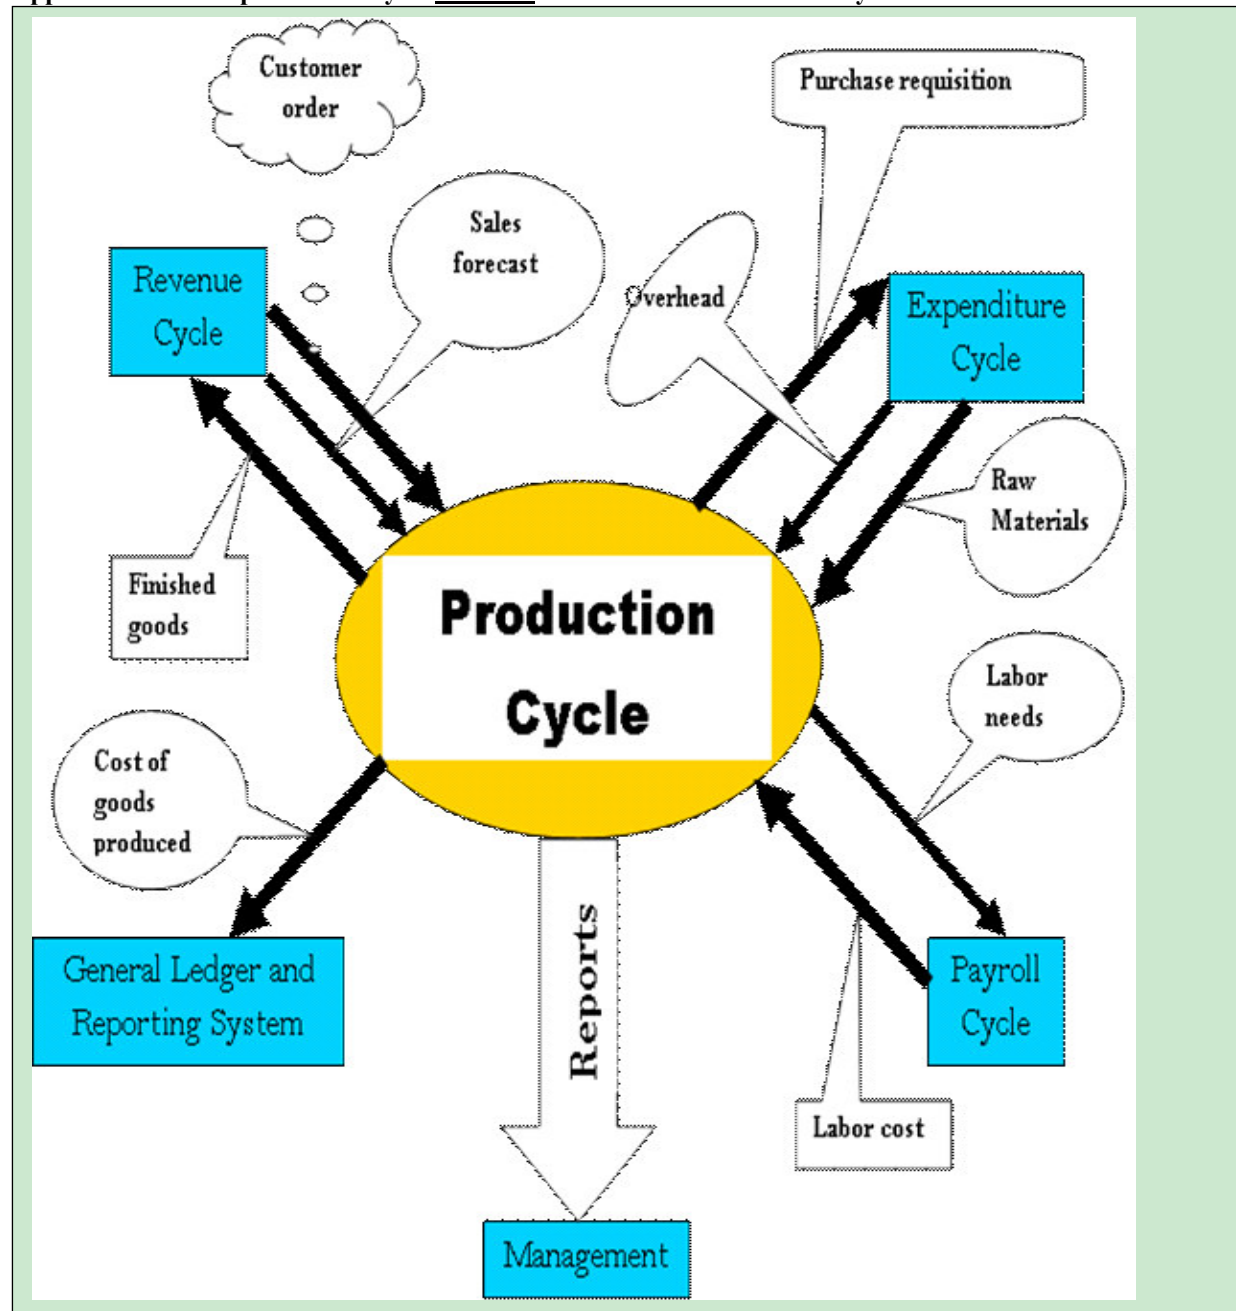 Customer
order
Purchase requisition
Sales
forecast
Overhead
Revenue
Cycle
Expenditure
Cycle
Raw
Materials
Finished
goods
Production
Cycle
Labor
needs
Cost of
goods
produced
General Ledger and
Reporting System
Reports
Payroll
Cycle
Labor cost
Management